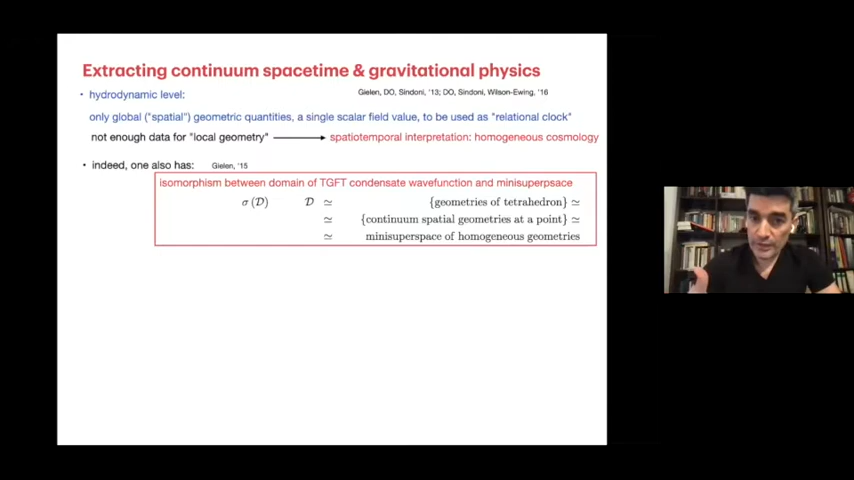 Extracting continuum spacetime & gravitational physics
Gielen, DO, Sindoni, '13; DO, Sindoni, Wilson-Ewing, '16
• hydrodynamic level:
only global ("spatial") geometric quantities, a single scalar field value, to be used as "relational clock"
not enough data for "local geometry" ⟶ spatiotemporal interpretation: homogeneous cosmology
• indeed, one also has: Gielen, '15
isomorphism between domain of TGFT condensate wavefunction and minisuperpsace
σ (𝒟) 𝒟 ≃ {geometries of tetrahedron} ≃
≃ {continuum spatial geometries at a point} ≃
≃ minisuperspace of homogeneous geometries